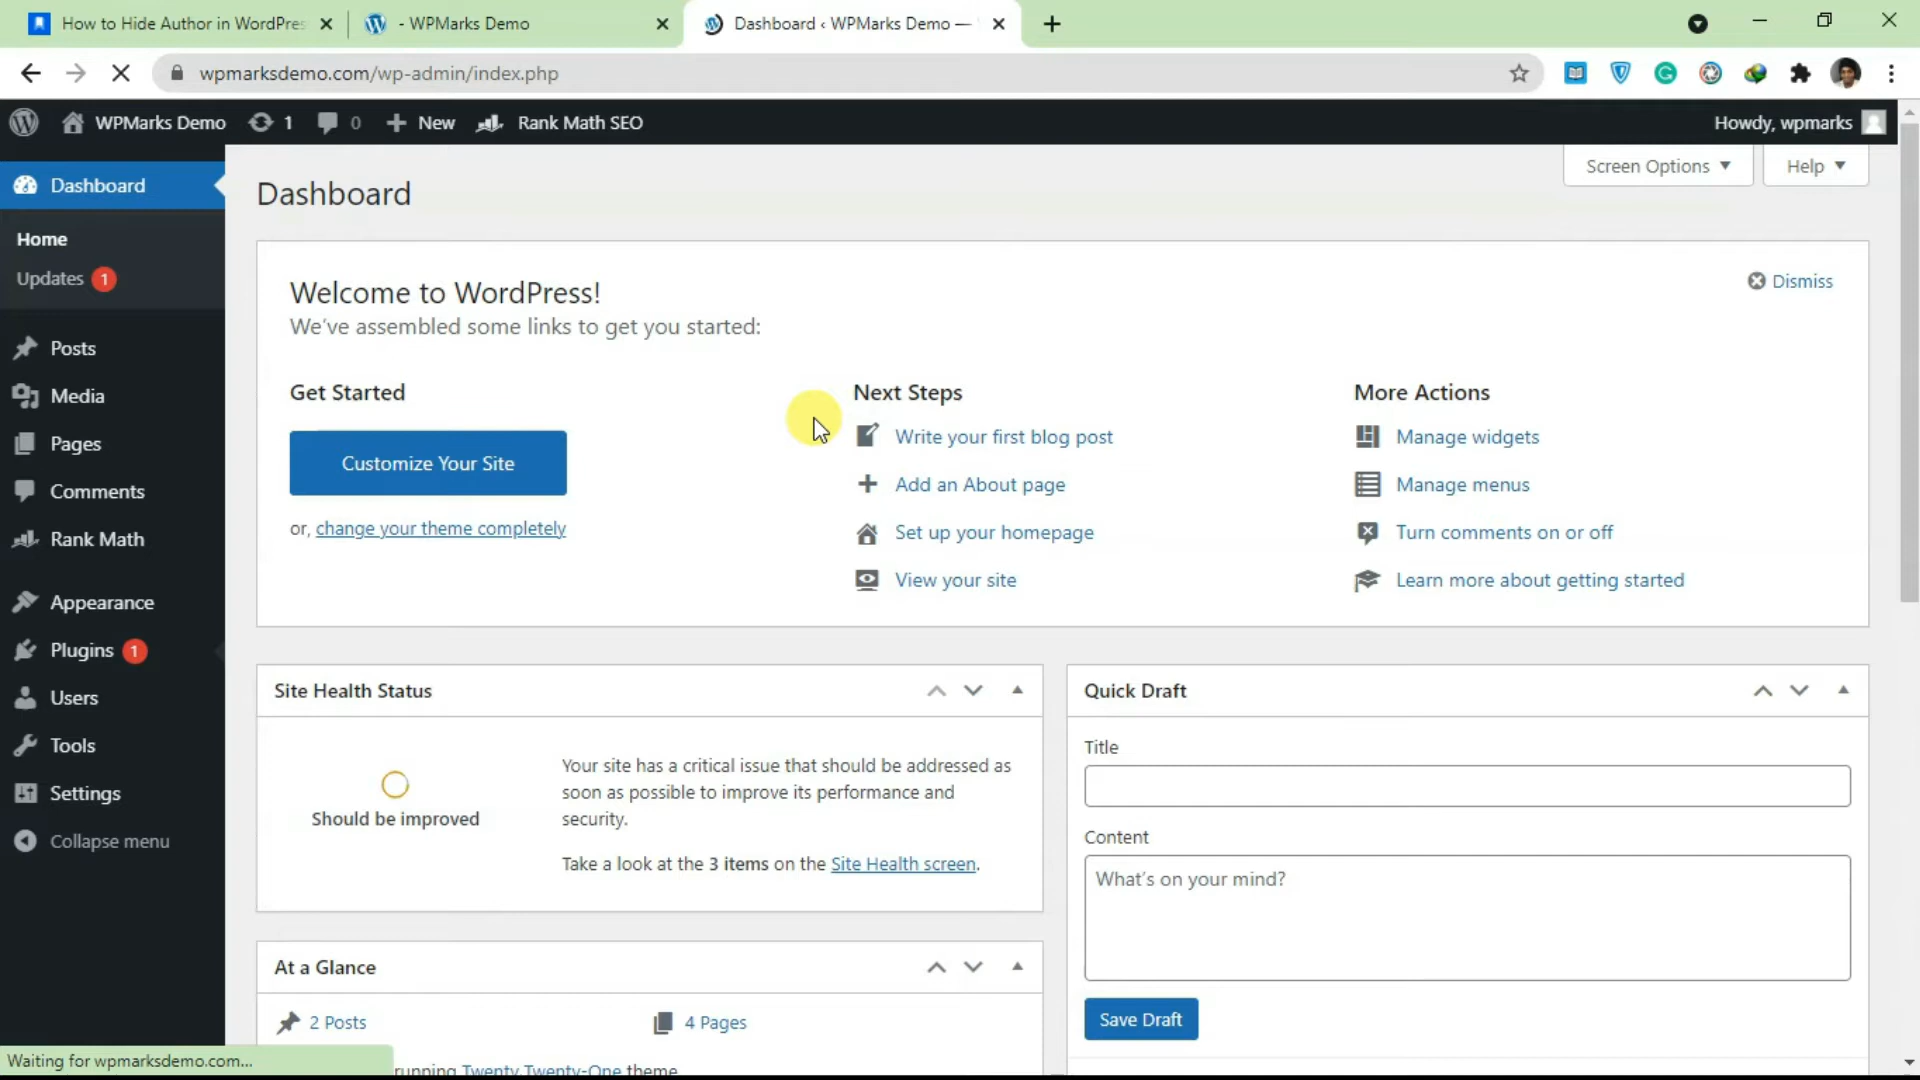 How to Hide Author in WordPres
- WPMarks Demo
Dashboard ‹ WPMarks Demo —
wpmarksdemo.com/wp-admin/index.php
WPMarks Demo
1
0
New
Rank Math SEO
Howdy, wpmarks
Screen Options
Help
Dashboard
Home
Updates 1
Posts
Media
Pages
Comments
Rank Math
Appearance
Plugins 1
Users
Tools
Settings
Collapse menu
Dashboard
Welcome to WordPress!
We've assembled some links to get you started:
Dismiss
Get Started
Customize Your Site
or, change your theme completely
Next Steps
Write your first blog post
Add an About page
Set up your homepage
View your site
More Actions
Manage widgets
Manage menus
Turn comments on or off
Learn more about getting started
Site Health Status
Should be improved
Your site has a critical issue that should be addressed as
soon as possible to improve its performance and
security.
Take a look at the 3 items on the Site Health screen.
At a Glance
2 Posts
4 Pages
running Twenty Twenty-One theme
Quick Draft
Title
Content
What's on your mind?
Save Draft
Waiting for wpmarksdemo.com...